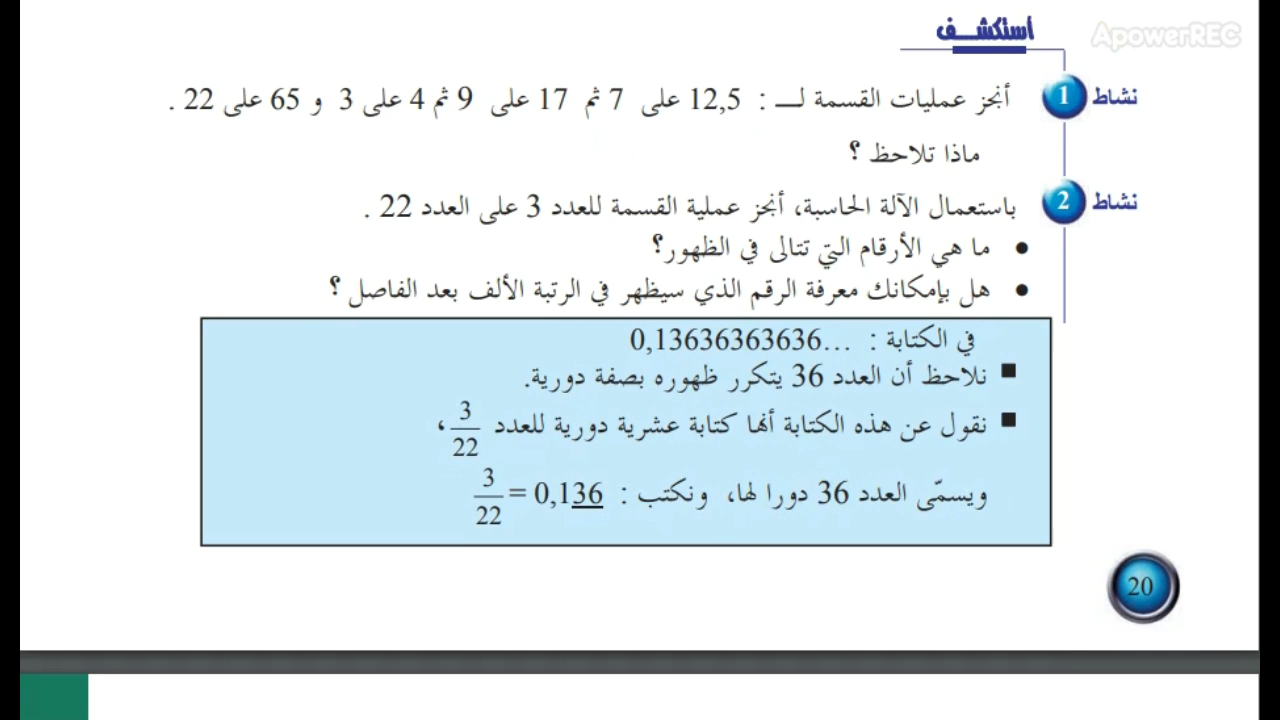 ApowerREC
أستكشف
نشاط 1 أنجز عمليات القسمة لـ : 12,5 على 7 ثم 17 على 9 ثم 4 على 3 و 65 على 22 .
ماذا تلاحظ ؟
نشاط 2 باستعمال الآلة الحاسبة، أنجز عملية القسمة للعدد 3 على العدد 22 .
• ما هي الأرقام التي تتالى في الظهور؟
• هل بإمكانك معرفة الرقم الذي سيظهر في الرتبة الألف بعد الفاصل ؟
في الكتابة : 0,13636363636…
■ نلاحظ أن العدد 36 يتكرر ظهوره بصفة دورية.
■ نقول عن هذه الكتابة أنها كتابة عشرية دورية للعدد 3/22،
ويسمّى العدد 36 دورا لها، ونكتب : 3/22 = 0,136
20